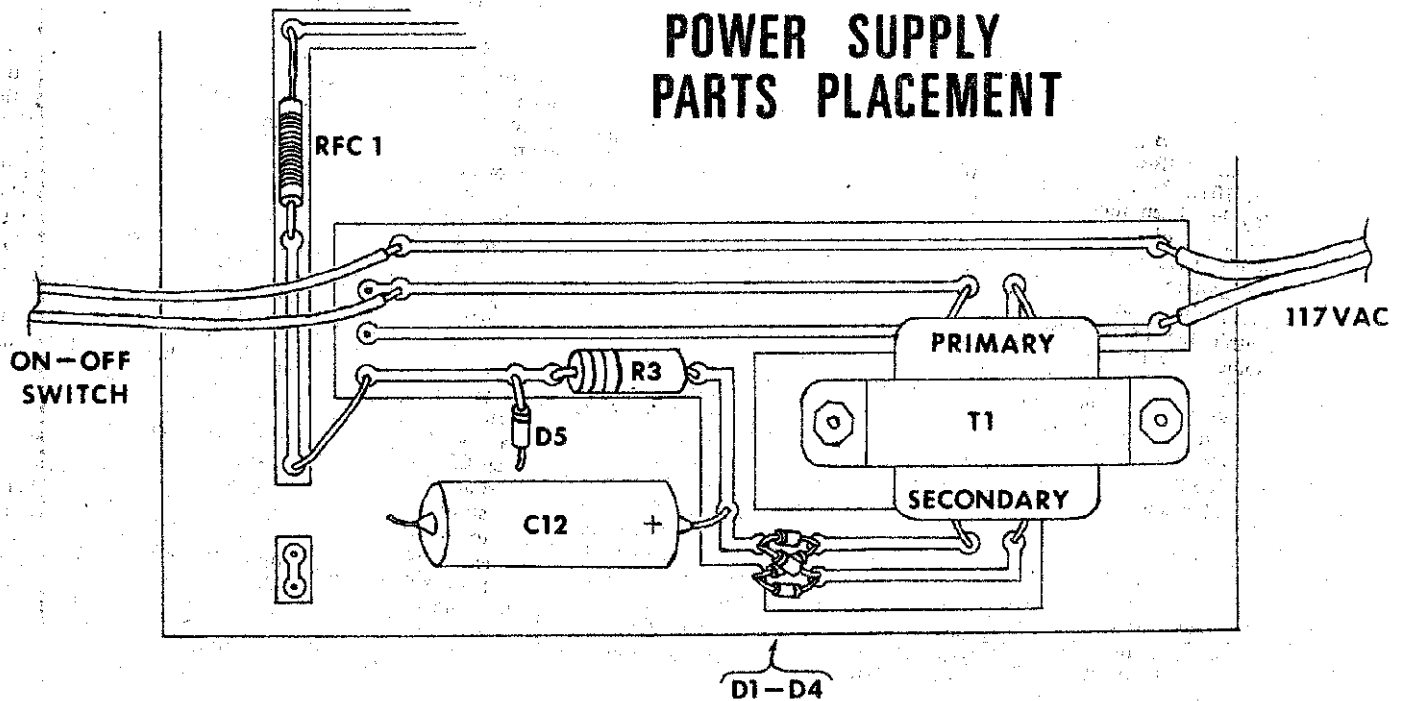 POWER SUPPLY
PARTS PLACEMENT
RFC 1
117VAC
ON-OFF
SWITCH
PRIMARY
R3
T1
D5
SECONDARY
C12
+
D1-D4